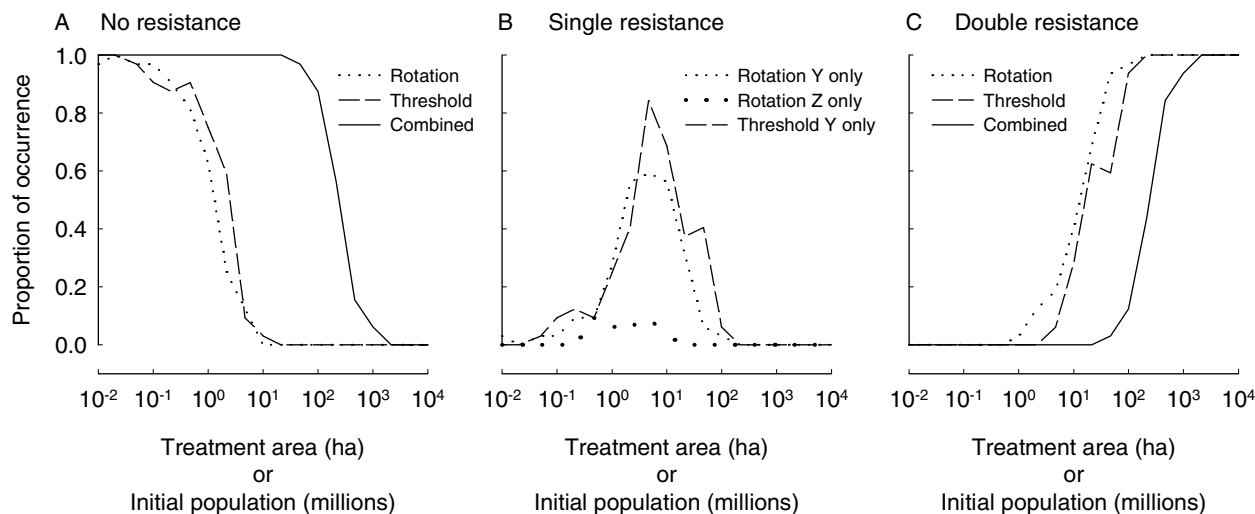 A No resistance
B Single resistance
C Double resistance
Proportion of occurrence
1.0
0.8
0.6
0.4
0.2
0.0
Rotation
Threshold
Combined
10⁻² 10⁻¹ 10⁰ 10¹ 10² 10³ 10⁴
Treatment area (ha)
or
Initial population (millions)
Rotation Y only
Rotation Z only
Threshold Y only
10⁻² 10⁻¹ 10⁰ 10¹ 10² 10³ 10⁴
Treatment area (ha)
or
Initial population (millions)
Rotation
Threshold
Combined
10⁻² 10⁻¹ 10⁰ 10¹ 10² 10³ 10⁴
Treatment area (ha)
or
Initial population (millions)